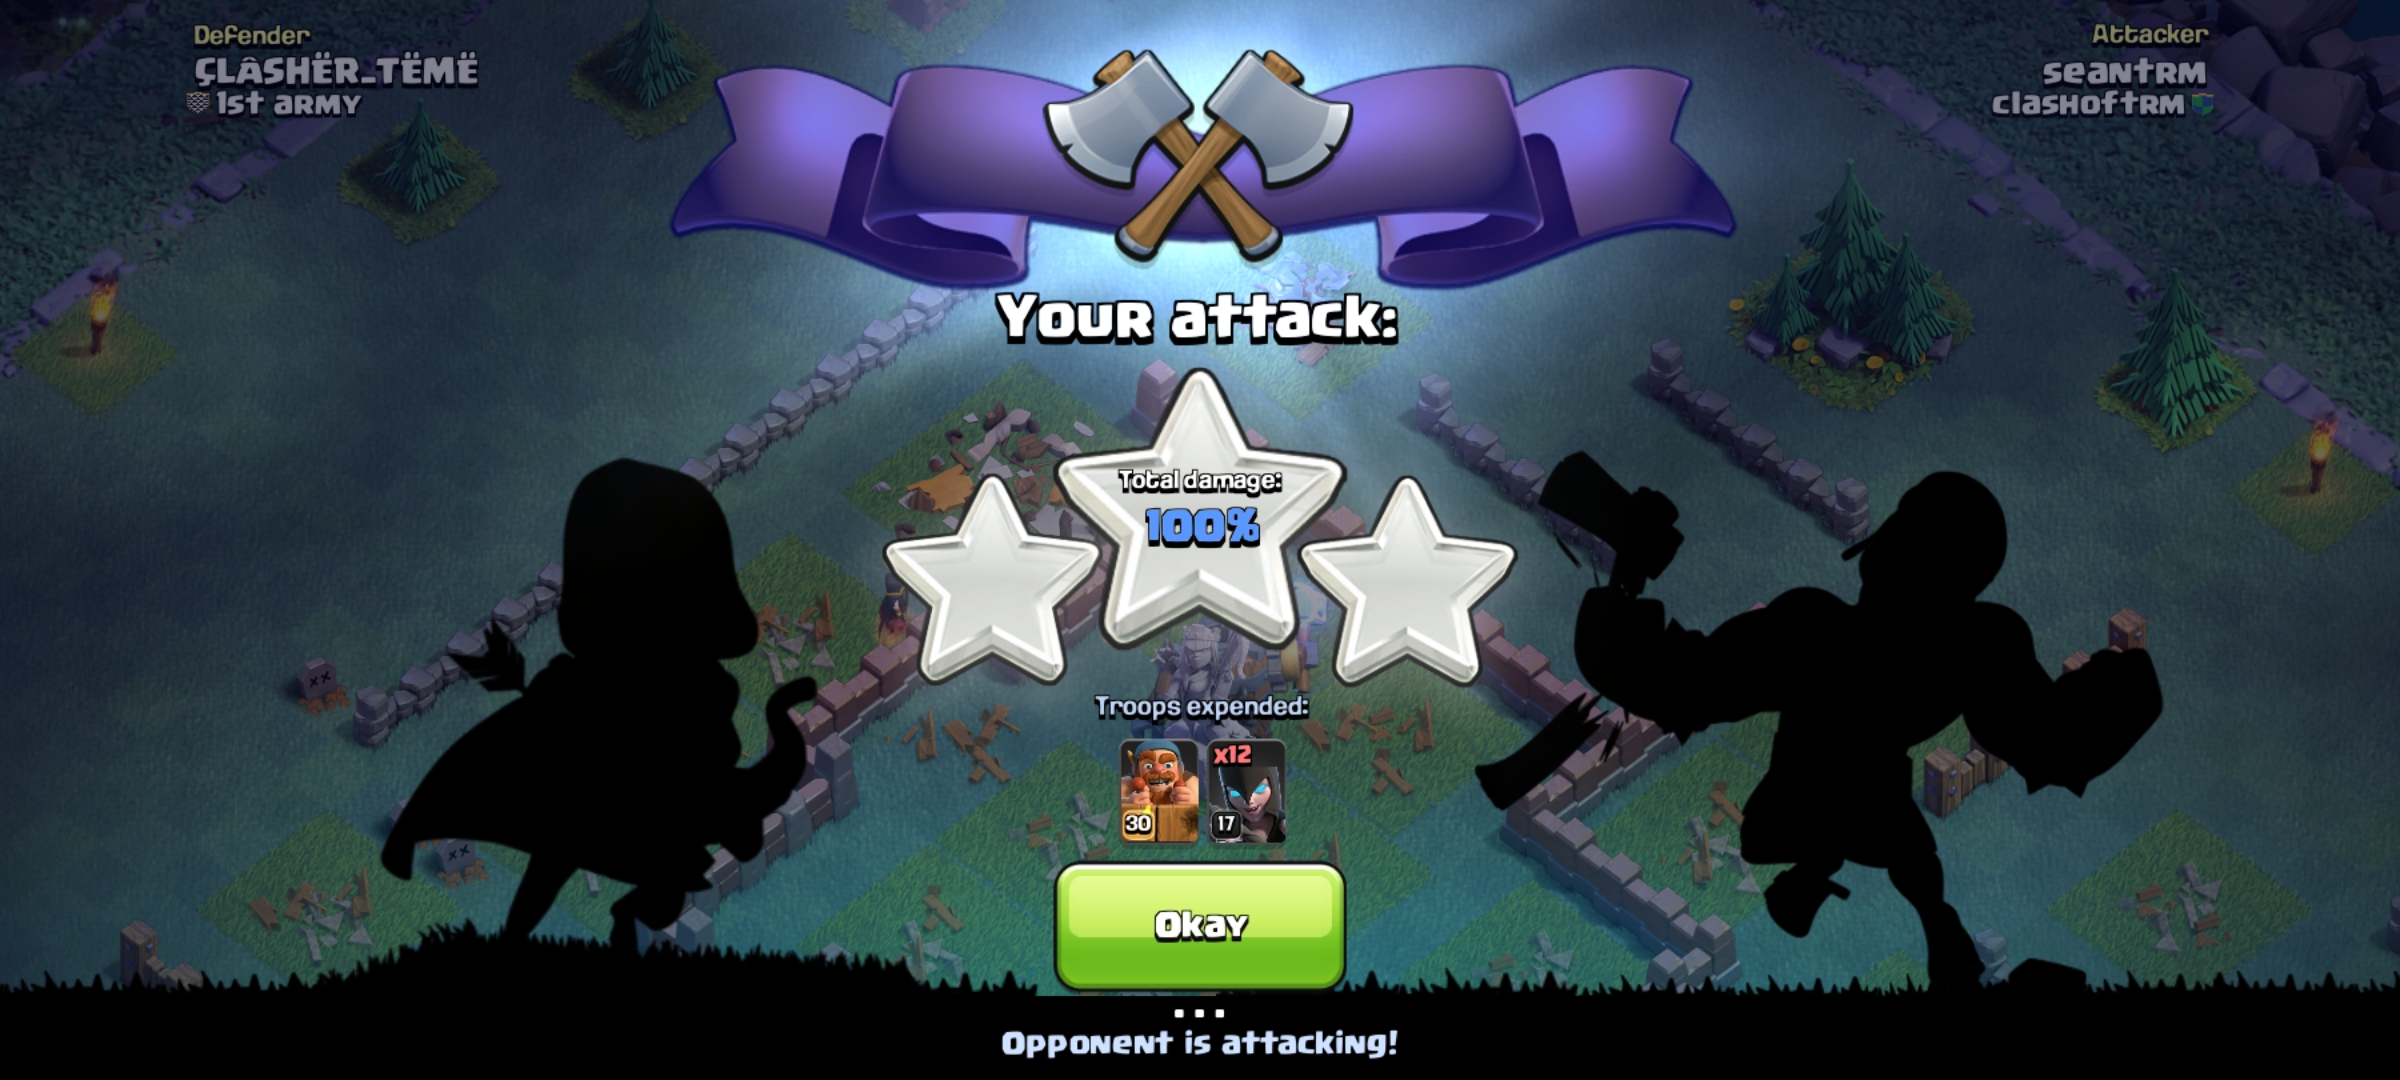 Defender
ÇLÂSHËR_TËMË
1st ARMY
Attacker
seantRM
clashoftRM
Your attack:
Total damage:
100%
Troops expended:
30
x12
17
Okay
...
Opponent is attacking!